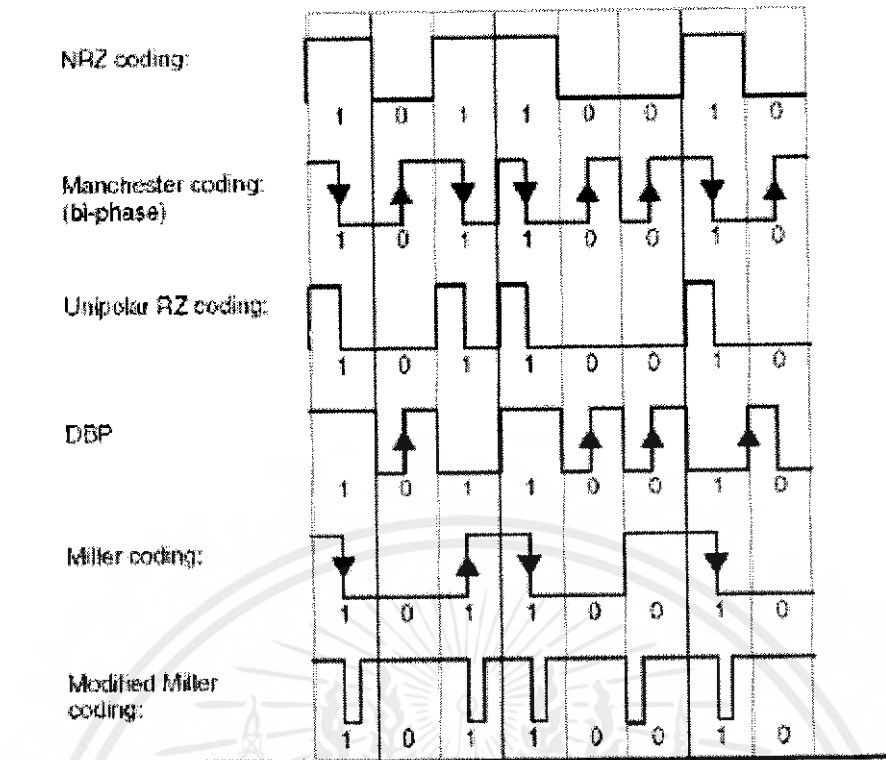 NRZ coding:
1 0 1 1 0 0 1 0
Manchester coding:
(bi-phase)
1 0 1 1 0 0 1 0
Unipolar RZ coding:
1 0 1 1 0 0 1 0
DBP
1 0 1 1 0 0 1 0
Miller coding:
1 0 1 1 0 0 1 0
Modified Miller
coding:
1 0 1 1 0 0 1 0